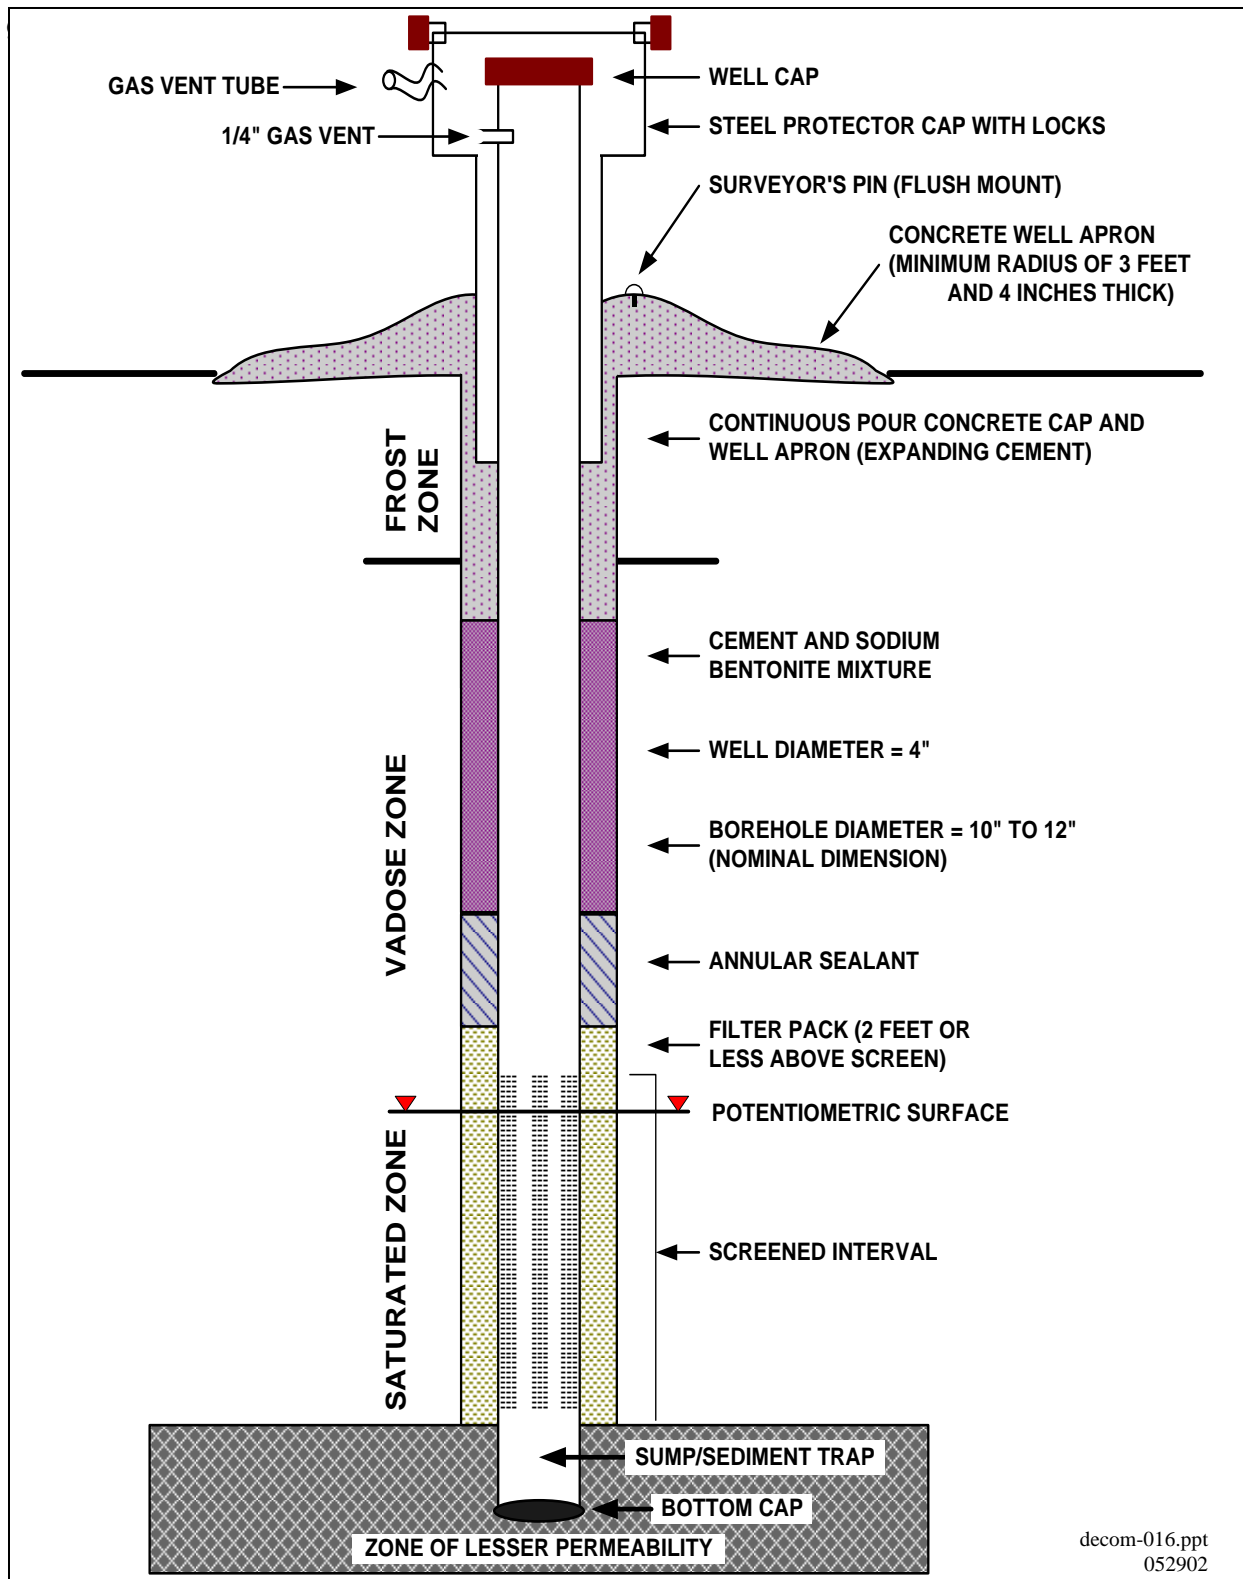 GAS VENT TUBE
WELL CAP
1/4" GAS VENT
STEEL PROTECTOR CAP WITH LOCKS
SURVEYOR'S PIN (FLUSH MOUNT)
CONCRETE WELL APRON
(MINIMUM RADIUS OF 3 FEET
AND 4 INCHES THICK)
FROST
ZONE
CONTINUOUS POUR CONCRETE CAP AND
WELL APRON (EXPANDING CEMENT)
CEMENT AND SODIUM
BENTONITE MIXTURE
VADOSE ZONE
WELL DIAMETER = 4"
BOREHOLE DIAMETER = 10" TO 12"
(NOMINAL DIMENSION)
ANNULAR SEALANT
FILTER PACK (2 FEET OR
LESS ABOVE SCREEN)
POTENTIOMETRIC SURFACE
SATURATED ZONE
SCREENED INTERVAL
SUMP/SEDIMENT TRAP
BOTTOM CAP
ZONE OF LESSER PERMEABILITY
decom-016.ppt
052902